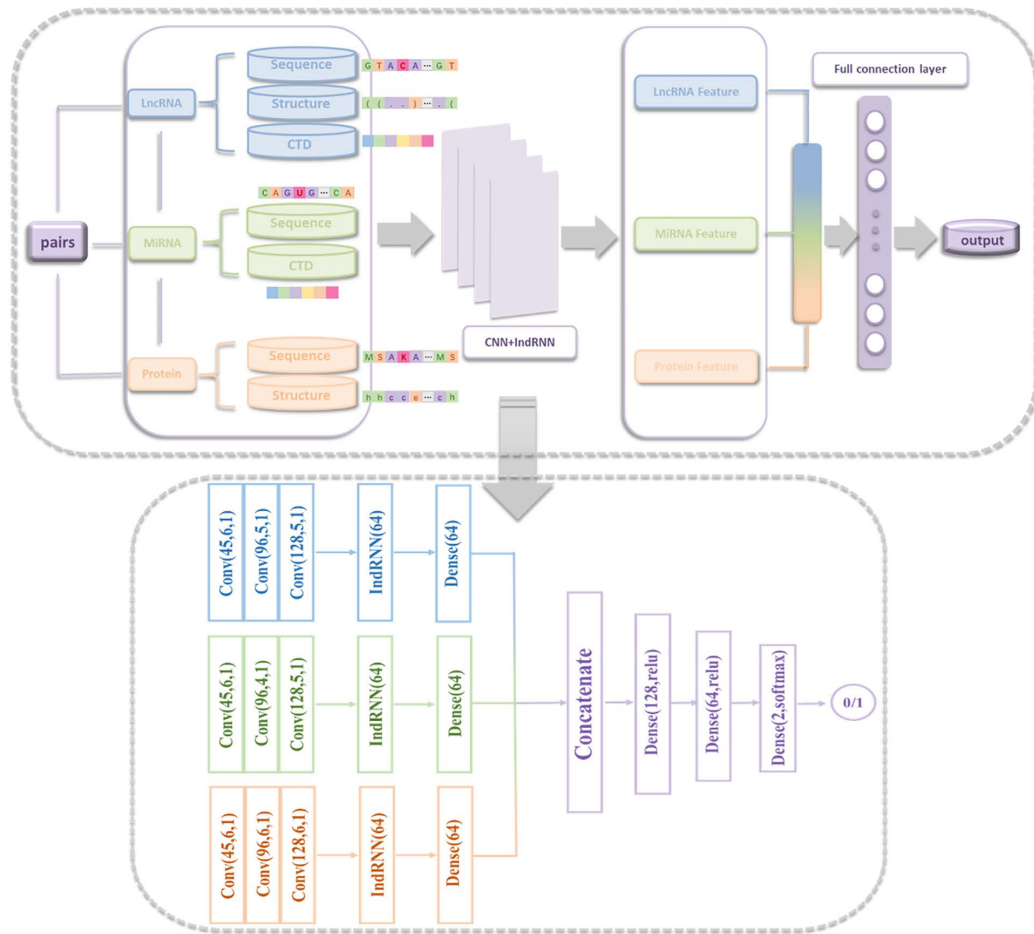 Sequence
G T A C A ... G T
LncRNA
Structure
( ( . . ) ... . (
CTD
C A G U G ... C A
pairs
MiRNA
Sequence
CTD
Protein
Sequence
M S A K A ... M S
Structure
h h c c e ... c h
CNN+IndRNN
LncRNA Feature
MiRNA Feature
Protein Feature
Full connection layer
output
Conv(45,6,1)
Conv(96,5,1)
Conv(128,5,1)
IndRNN(64)
Dense(64)
Conv(45,6,1)
Conv(96,4,1)
Conv(128,5,1)
IndRNN(64)
Dense(64)
Conv(45,6,1)
Conv(96,6,1)
Conv(128,6,1)
IndRNN(64)
Dense(64)
Concatenate
Dense(128,relu)
Dense(64,relu)
Dense(2,softmax)
0/1